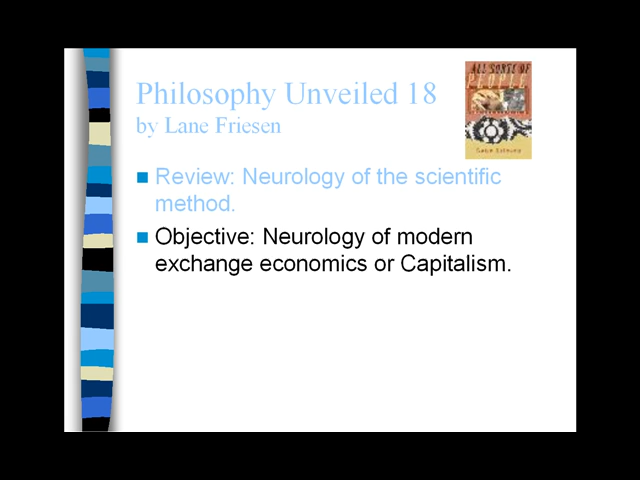 Philosophy Unveiled 18
by Lane Friesen
ALL SORTS OF
PEOPLE
Review: Neurology of the scientific
method.
Objective: Neurology of modern
exchange economics or Capitalism.